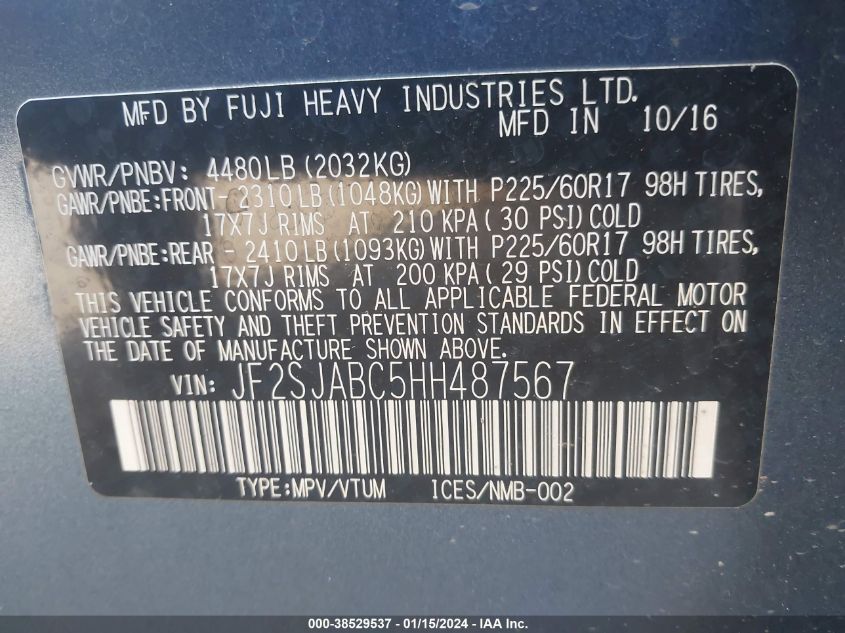 MFD BY FUJI HEAVY INDUSTRIES LTD.
MFD IN 10/16
GVWR/PNBV: 4480LB(2032KG)
GAWR/PNBE:FRONT- 2310LB(1048KG)WITH P225/60R17 98H TIRES,
17X7J RIMS AT 210 KPA(30 PSI)COLD
GAWR/PNBE:REAR - 2410LB(1093KG)WITH P225/60R17 98H TIRES,
17X7J RIMS AT 200 KPA(29 PSI)COLD
THIS VEHICLE CONFORMS TO ALL APPLICABLE FEDERAL MOTOR
VEHICLE SAFETY AND THEFT PREVENTION STANDARDS IN EFFECT ON
THE DATE OF MANUFACTURE SHOWN ABOVE.
VIN: JF2SJABC5HH487567
TYPE:MPV/VTUM ICES/NMB-002
000-38529537 - 01/15/2024 - IAA Inc.